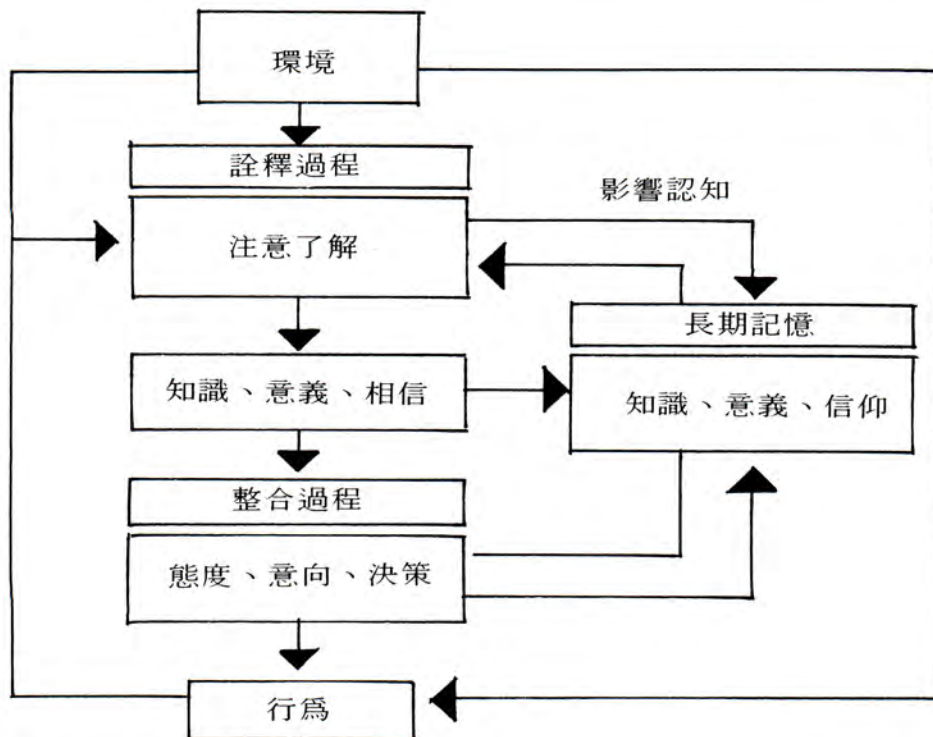 環境
詮釋過程
影響認知
注意了解
長期記憶
知識、意義、相信
知識、意義、信仰
整合過程
態度、意向、決策
行爲